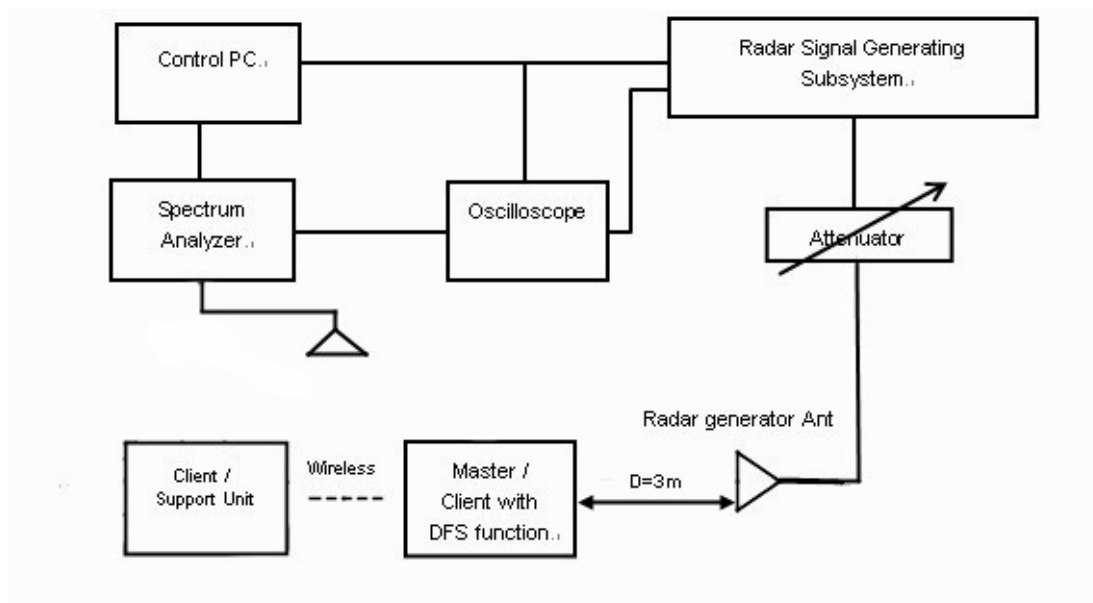 Control PC.
Radar Signal Generating
Subsystem.
Spectrum
Analyzer.
Oscilloscope
Attenuator
Radar generator Ant
Client /
Support Unit
Wireless
Master /
Client with
DFS function.
D=3m